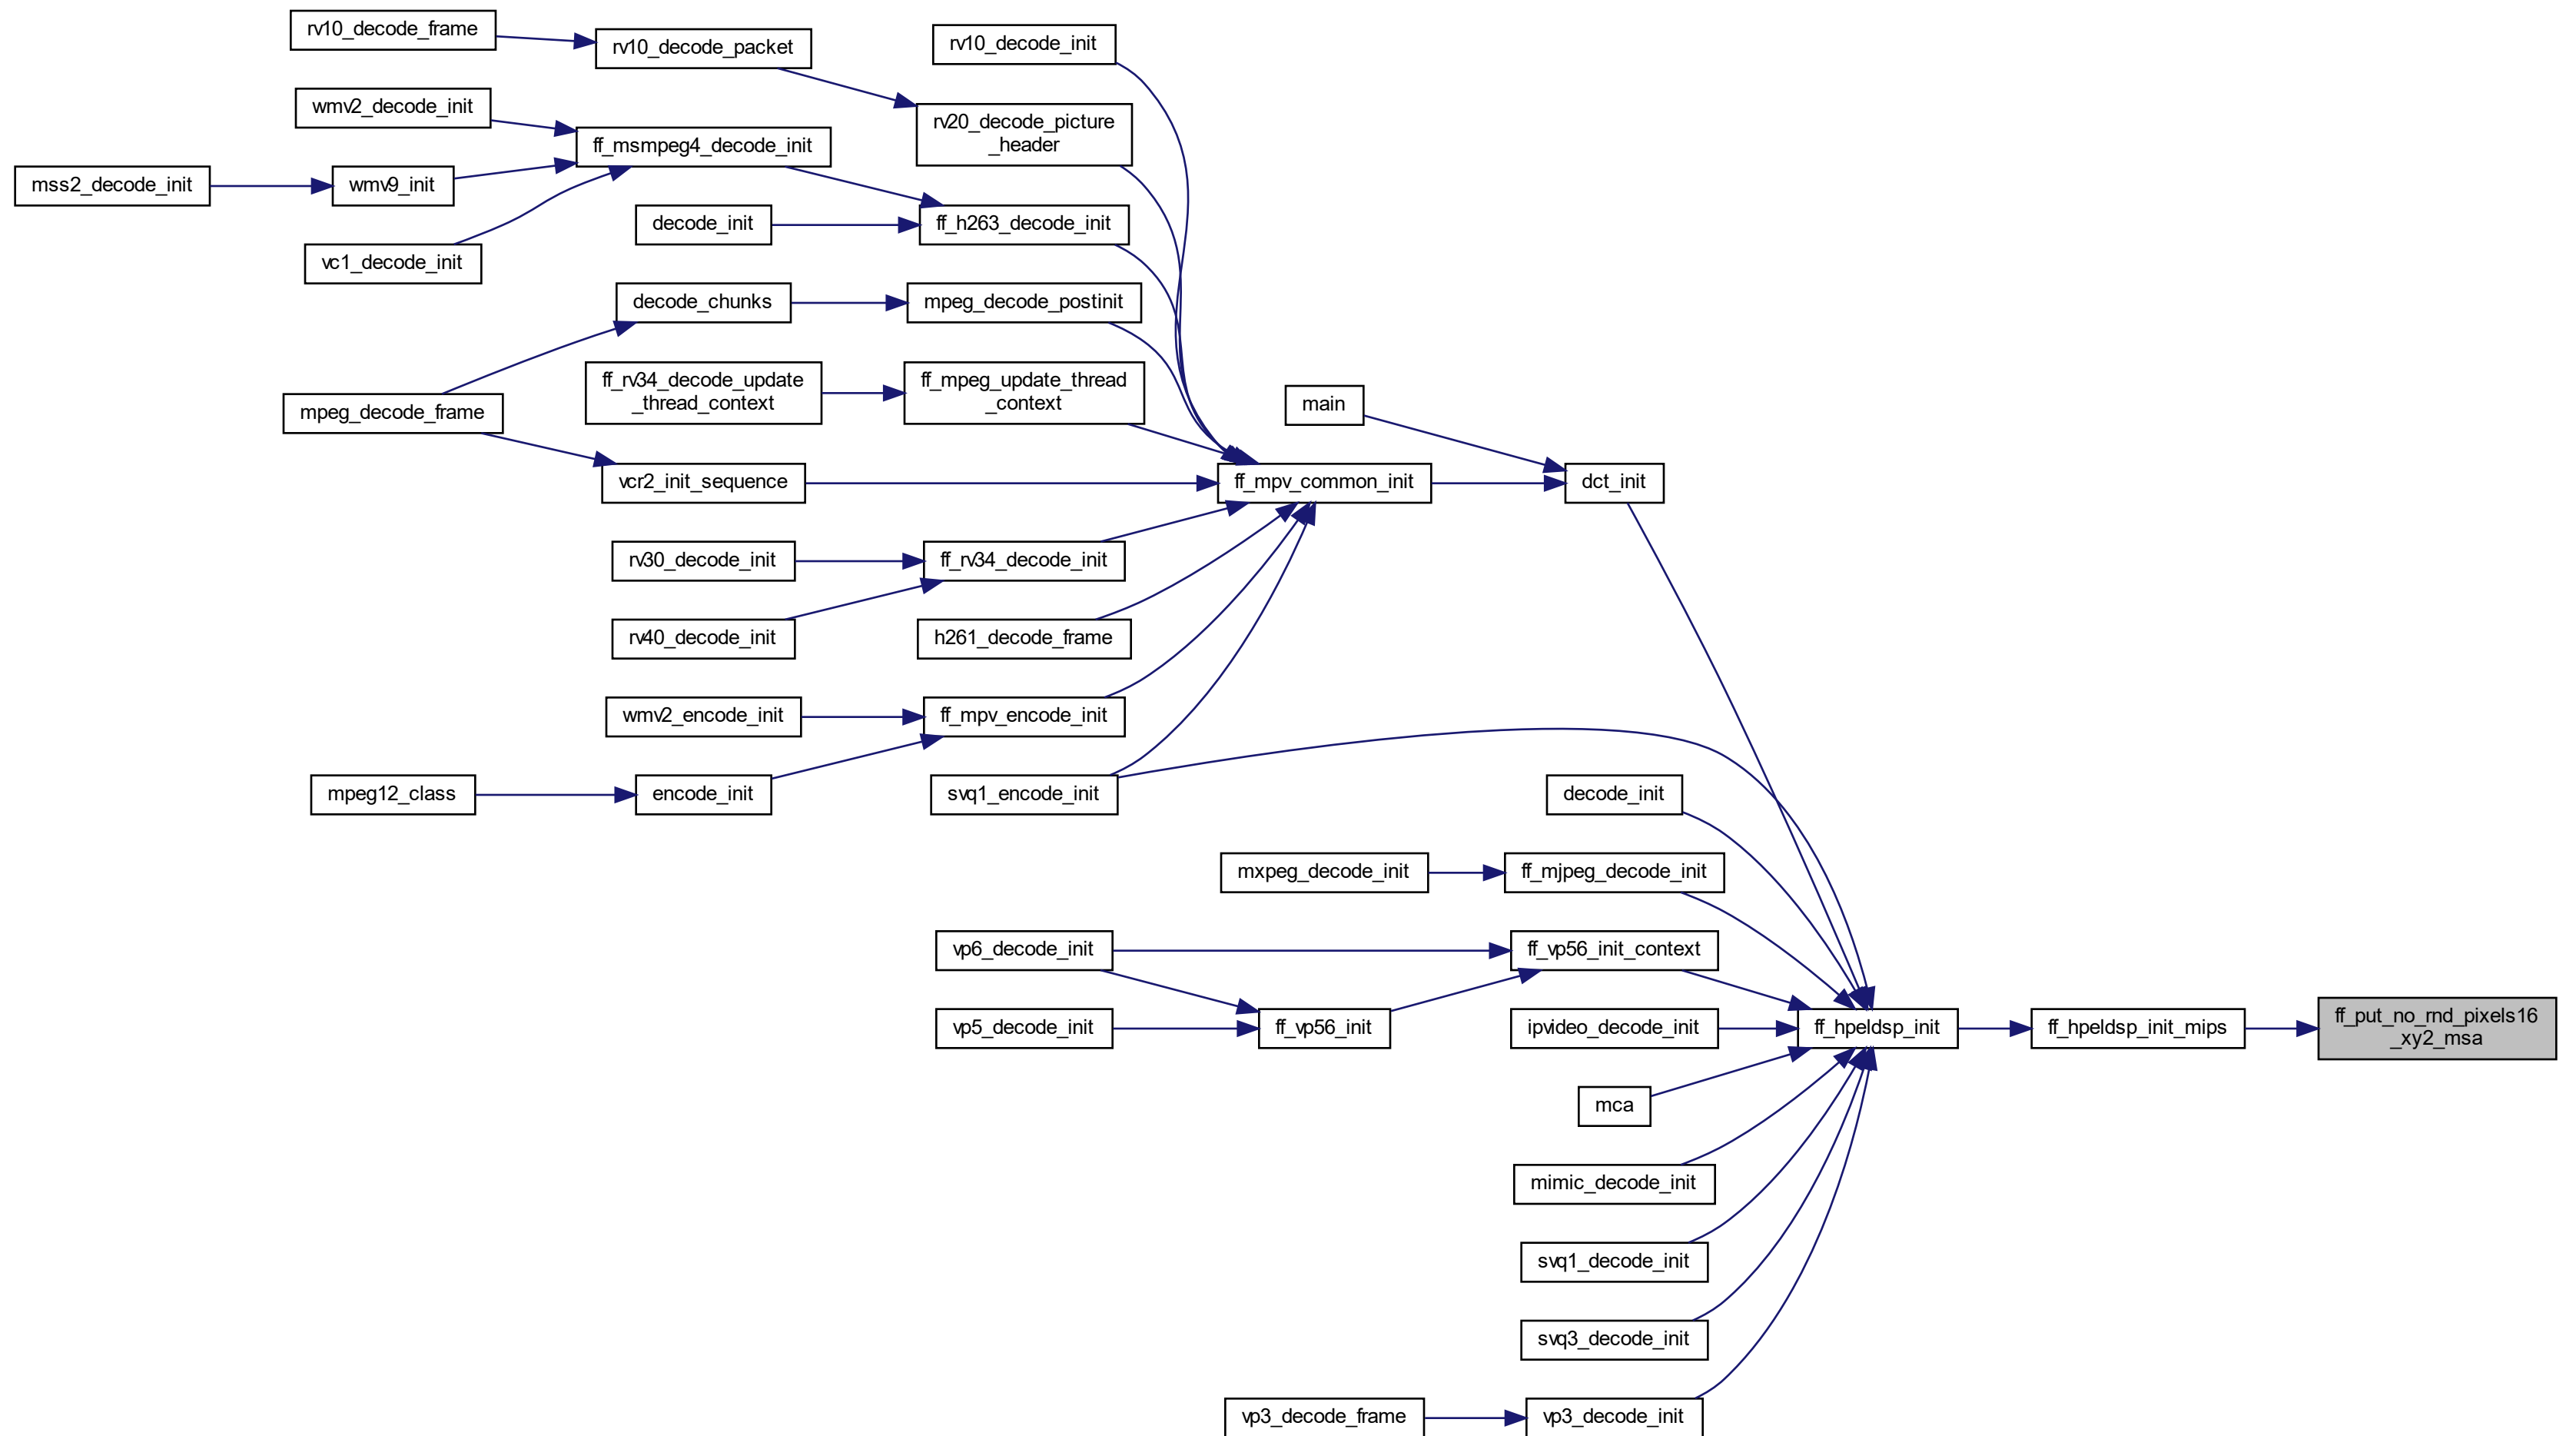 rv10_decode_frame
rv10_decode_packet
rv10_decode_init
wmv2_decode_init
rv20_decode_picture
_header
ff_msmpeg4_decode_init
mss2_decode_init
wmv9_init
decode_init
ff_h263_decode_init
vc1_decode_init
decode_chunks
mpeg_decode_postinit
ff_rv34_decode_update
_thread_context
ff_mpeg_update_thread
_context
mpeg_decode_frame
main
vcr2_init_sequence
ff_mpv_common_init
dct_init
rv30_decode_init
ff_rv34_decode_init
rv40_decode_init
h261_decode_frame
wmv2_encode_init
ff_mpv_encode_init
mpeg12_class
encode_init
svq1_encode_init
decode_init
mxpeg_decode_init
ff_mjpeg_decode_init
vp6_decode_init
ff_vp56_init_context
vp5_decode_init
ff_vp56_init
ipvideo_decode_init
ff_hpeldsp_init
ff_hpeldsp_init_mips
ff_put_no_rnd_pixels16
_xy2_msa
mca
mimic_decode_init
svq1_decode_init
svq3_decode_init
vp3_decode_frame
vp3_decode_init